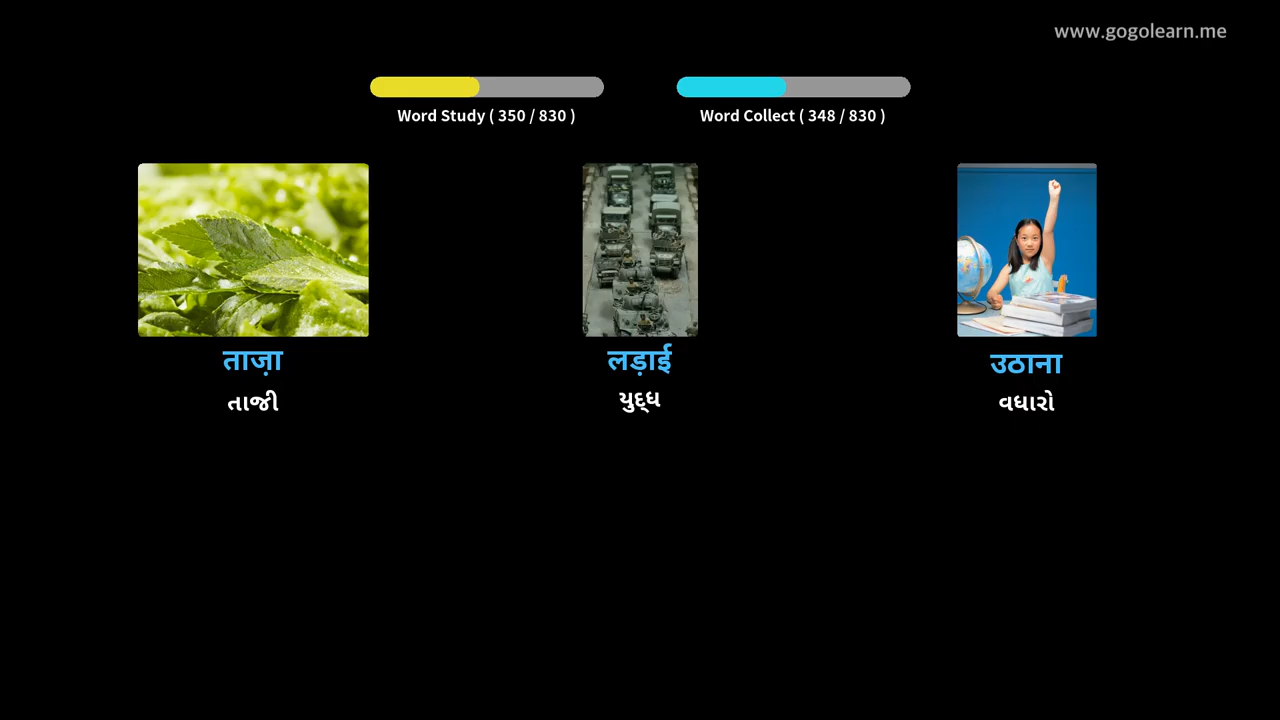 www.gogolearn.me
Word Study ( 350 / 830 )
Word Collect ( 348 / 830 )
ताज़ा
लड़ाई
उठाना
તાજી
યુદ્ધ
વધારો